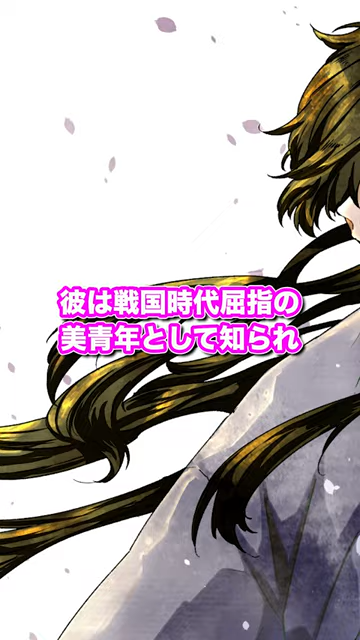 彼は戦国時代屈指の
美青年として知られ